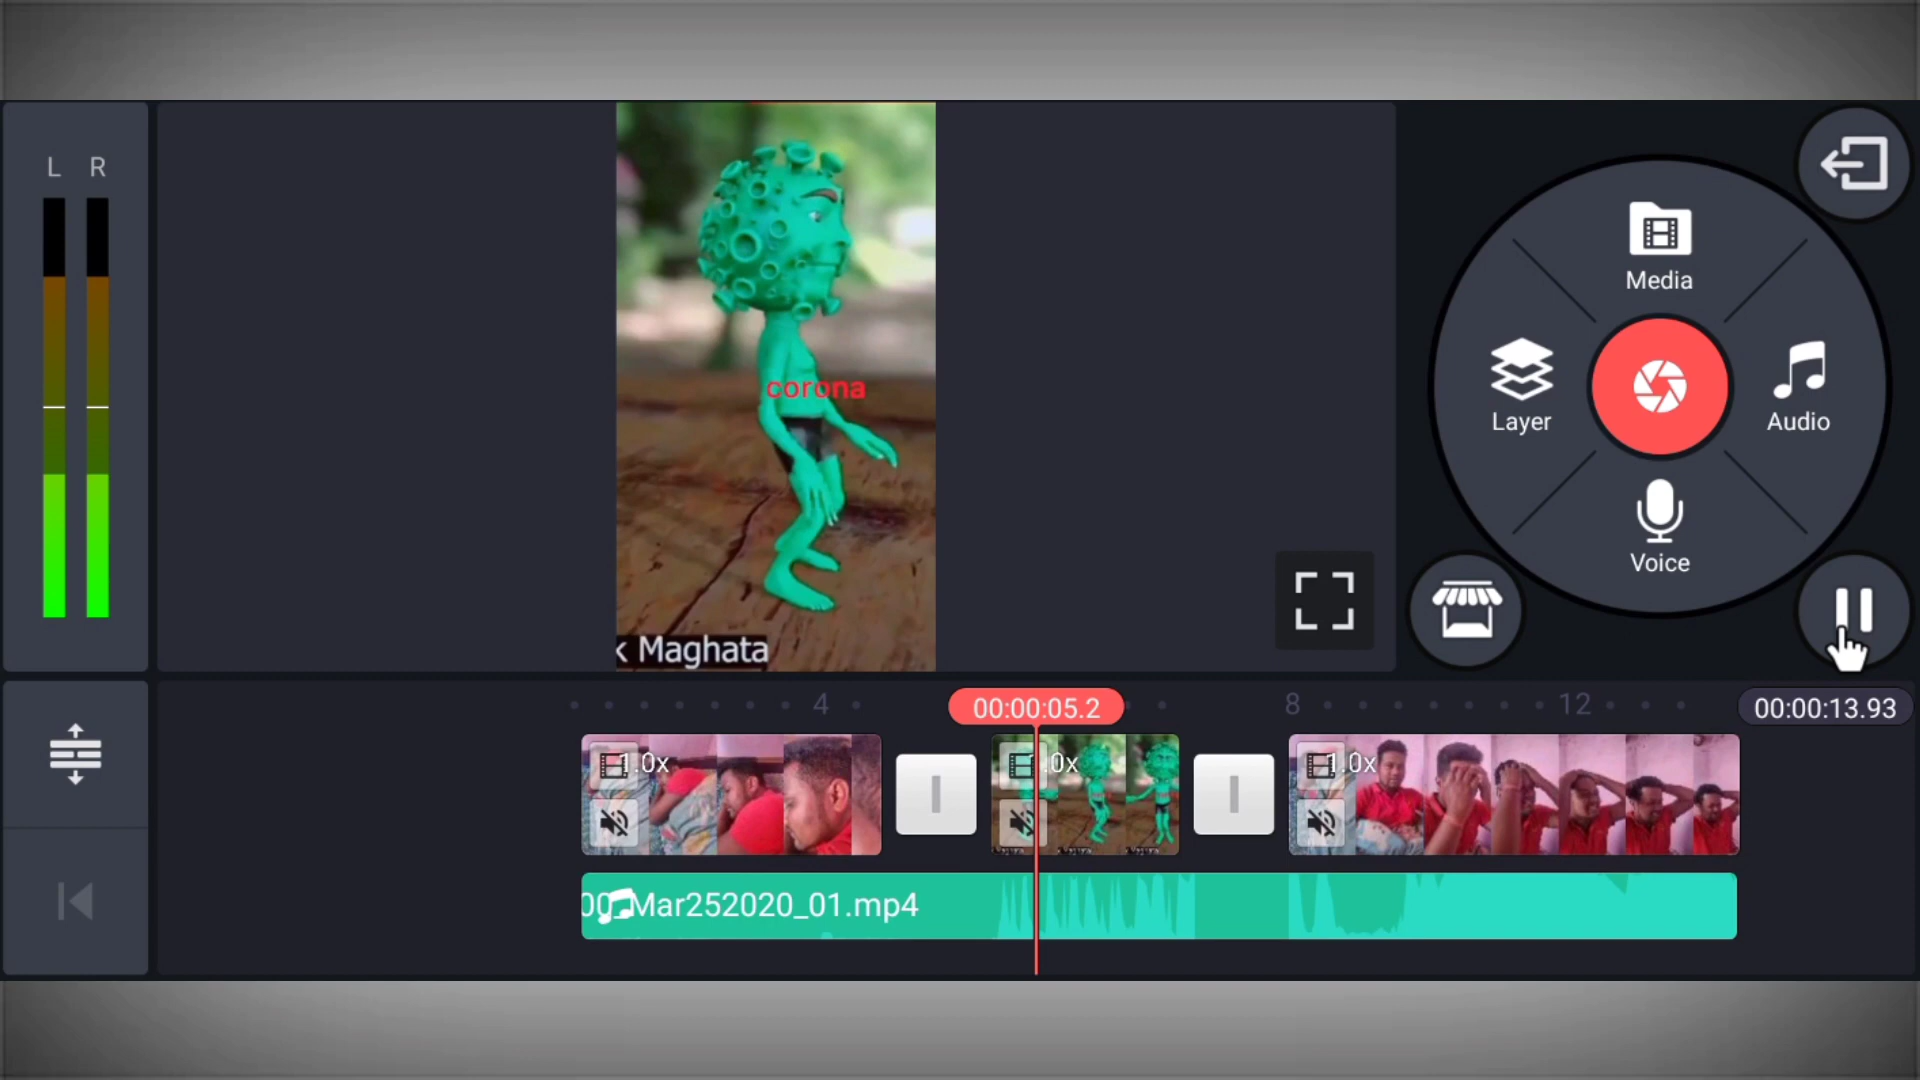 L R
Media
Layer
Audio
Voice
corona
k Maghata
4
00:00:05.2
8
12
00:00:13.93
1.0x
.0x
1.0x
Mar252020_01.mp4